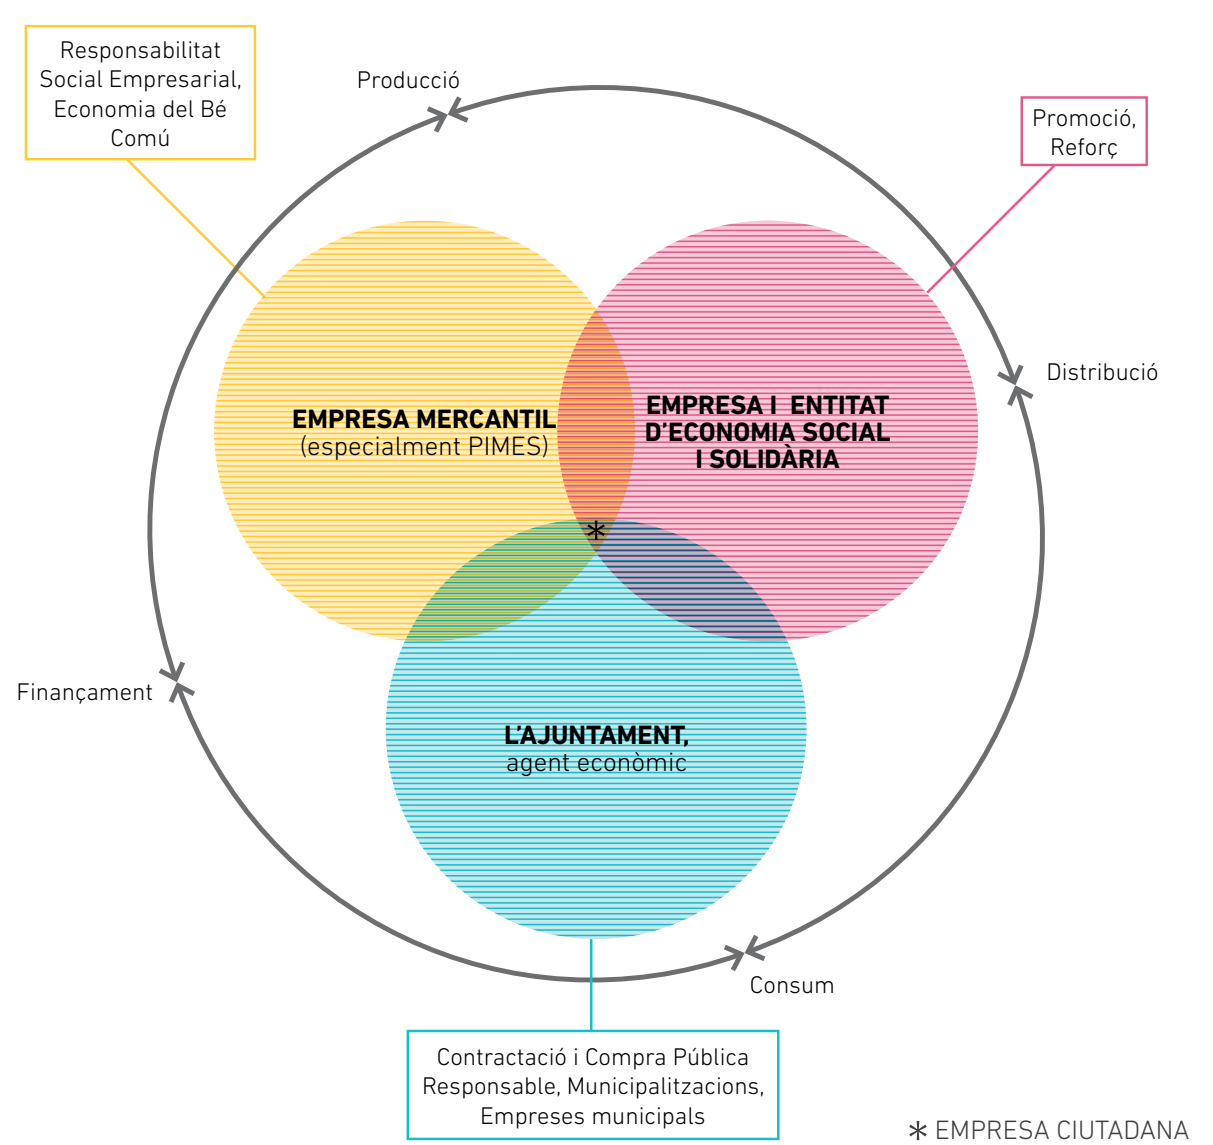 Responsabilitat
Social Empresarial,
Economia del Bé
Comú
Producció
Promoció,
Reforç
Distribució
EMPRESA MERCANTIL
(especialment PIMES)
EMPRESA I ENTITAT
D'ECONOMIA SOCIAL
I SOLIDÀRIA
*
Finançament
L'AJUNTAMENT,
agent econòmic
Consum
Contractació i Compra Pública
Responsable, Municipalitzacions,
Empreses municipals
* EMPRESA CIUTADANA